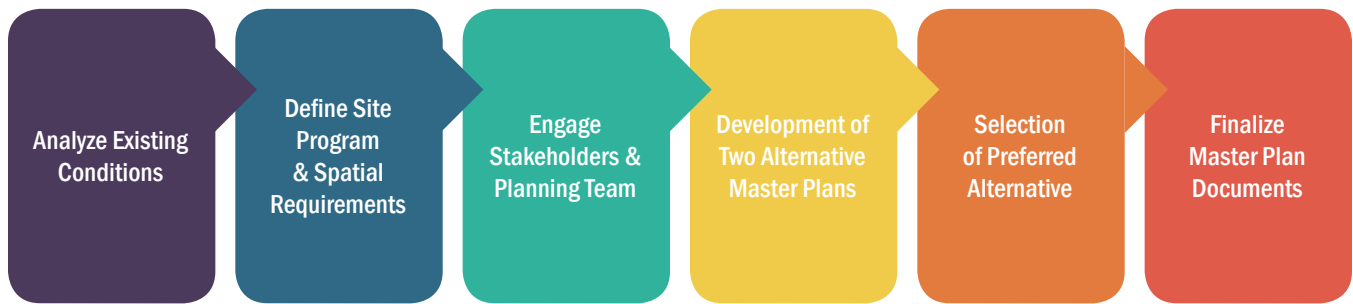 Analyze Existing
Conditions
Define Site
Program
& Spatial
Requirements
Engage
Stakeholders &
Planning Team
Development of
Two Alternative
Master Plans
Selection
of Preferred
Alternative
Finalize
Master Plan
Documents